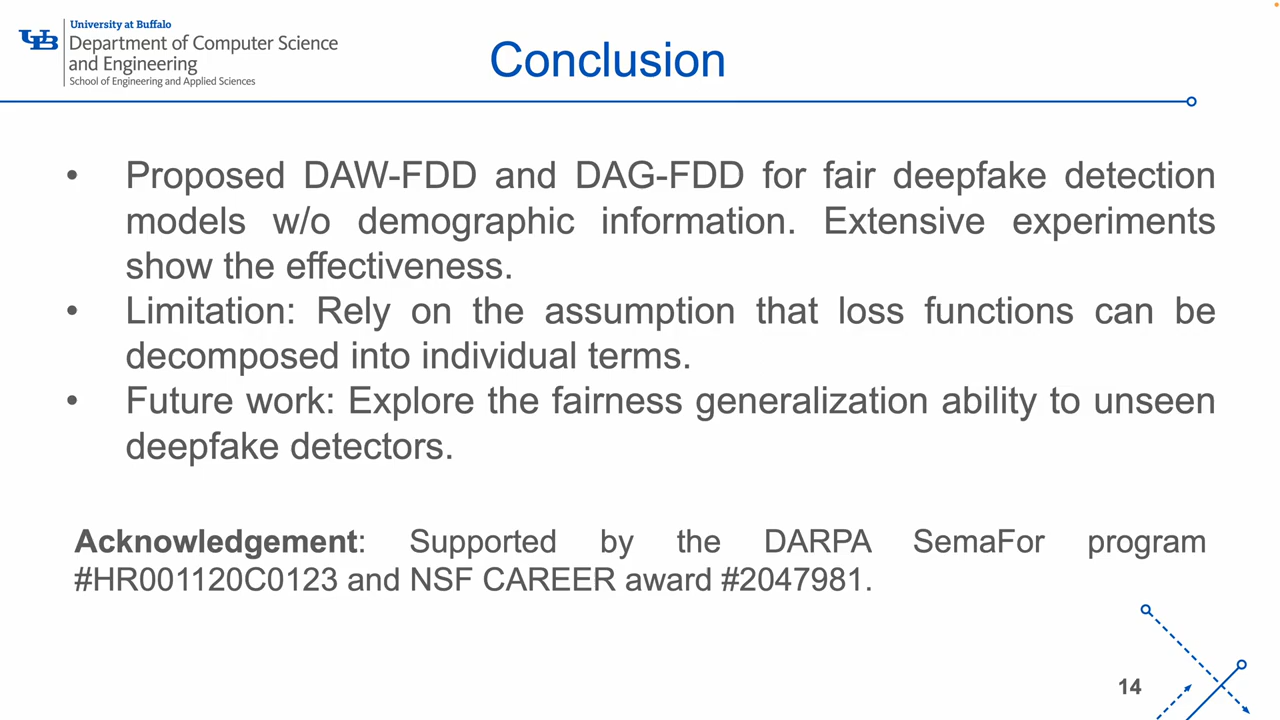 University at Buffalo
Department of Computer Science
and Engineering
School of Engineering and Applied Sciences
Conclusion
• Proposed DAW-FDD and DAG-FDD for fair deepfake detection
models w/o demographic information. Extensive experiments
show the effectiveness.
• Limitation: Rely on the assumption that loss functions can be
decomposed into individual terms.
• Future work: Explore the fairness generalization ability to unseen
deepfake detectors.
Acknowledgement: Supported by the DARPA SemaFor program
#HR001120C0123 and NSF CAREER award #2047981.
14